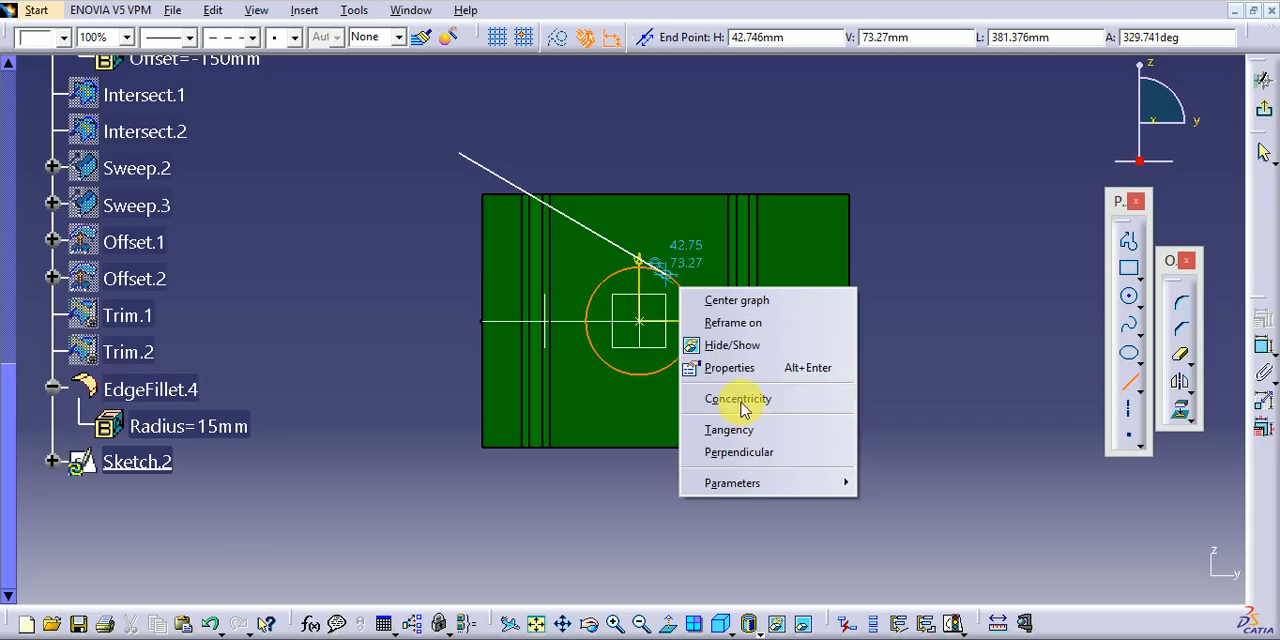 Start ENOVIA V5 VPM File Edit View Insert Tools Window Help
100% Aut None End Point: H: 42.746mm V: 73.27mm L: 381.376mm A: 329.741deg
Offset=-150mm
Intersect.1
Intersect.2
Sweep.2
Sweep.3
Offset.1
Offset.2
Trim.1
Trim.2
EdgeFillet.4
Radius=15mm
Sketch.2
42.75
73.27
Center graph
Reframe on
Hide/Show
Properties Alt+Enter
Concentricity
Tangency
Perpendicular
Parameters
z
x y
P..
O..
z
y
f(x)
CATIA